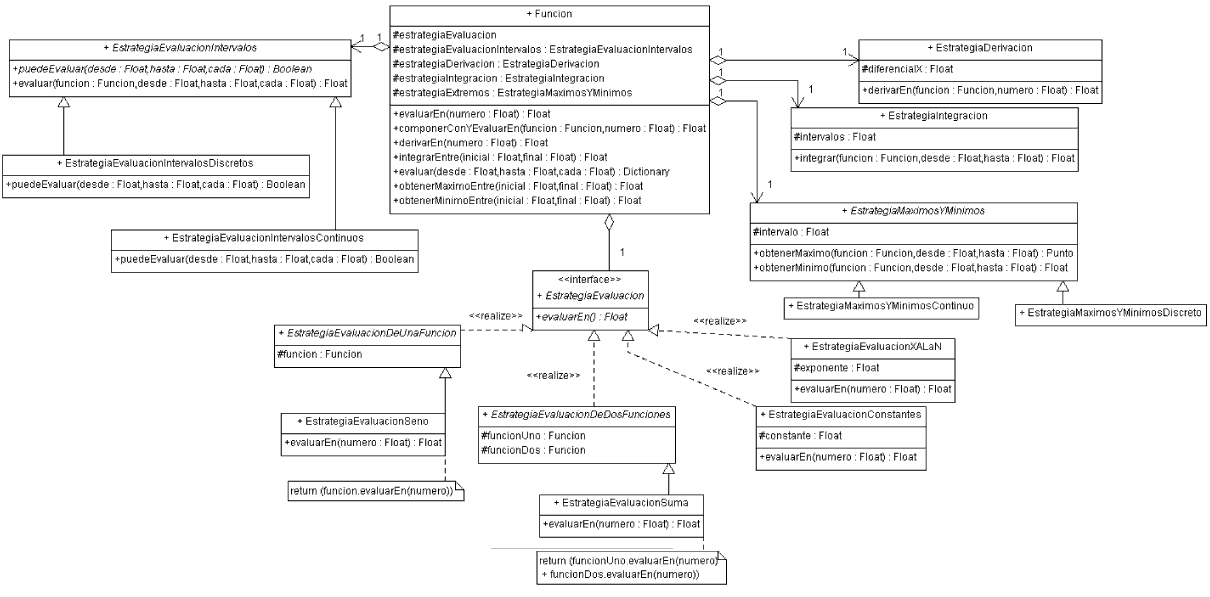 + Funcion
#estrategiaEvaluacion
#estrategiaEvaluacionIntervalos : EstrategiaEvaluacionIntervalos
#estrategiaDerivacion : EstrategiaDerivacion
#estrategiaIntegracion : EstrategiaIntegracion
#estrategiaExtremos : EstrategiaMaximosYMinimos
+evaluarEn(numero : Float) : Float
+componerConYEvaluarEn(funcion : Funcion,numero : Float) : Float
+derivarEn(numero : Float) : Float
+integrarEntre(inicial : Float,final : Float) : Float
+evaluar(desde : Float,hasta : Float,cada : Float) : Dictionary
+obtenerMaximoEntre(inicial : Float,final : Float) : Float
+obtenerMinimoEntre(inicial : Float,final : Float) : Float
1
1
+ EstrategiaEvaluacionIntervalos
+puedeEvaluar(desde : Float,hasta : Float,cada : Float) : Boolean
+evaluar(funcion : Funcion,desde : Float,hasta : Float,cada : Float) : Float
+ EstrategiaEvaluacionIntervalosDiscretos
+puedeEvaluar(desde : Float,hasta : Float,cada : Float) : Boolean
+ EstrategiaEvaluacionIntervalosContinuos
+puedeEvaluar(desde : Float,hasta : Float,cada : Float) : Boolean
1
1
+ EstrategiaDerivacion
#diferencialX : Float
+derivarEn(funcion : Funcion,numero : Float) : Float
1
1
+ EstrategiaIntegracion
#intervalos : Float
+integrar(funcion : Funcion,desde : Float,hasta : Float) : Float
1
1
+ EstrategiaMaximosYMinimos
#intervalo : Float
+obtenerMaximo(funcion : Funcion,desde : Float,hasta : Float) : Punto
+obtenerMinimo(funcion : Funcion,desde : Float,hasta : Float) : Float
+ EstrategiaMaximosYMinimosContinuo
+ EstrategiaMaximosYMinimosDiscreto
1
<<interface>>
+ EstrategiaEvaluacion
+evaluarEn() : Float
<<realize>>
<<realize>>
<<realize>>
<<realize>>
+ EstrategiaEvaluacionDeUnaFuncion
#funcion : Funcion
+ EstrategiaEvaluacionXALaN
#exponente : Float
+evaluarEn(numero : Float) : Float
+ EstrategiaEvaluacionSeno
+evaluarEn(numero : Float) : Float
return (funcion.evaluarEn(numero))
+ EstrategiaEvaluacionDeDosFunciones
#funcionUno : Funcion
#funcionDos : Funcion
+ EstrategiaEvaluacionConstantes
#constante : Float
+evaluarEn(numero : Float) : Float
+ EstrategiaEvaluacionSuma
+evaluarEn(numero : Float) : Float
return (funcionUno.evaluarEn(numero)
+ funcionDos.evaluarEn(numero))